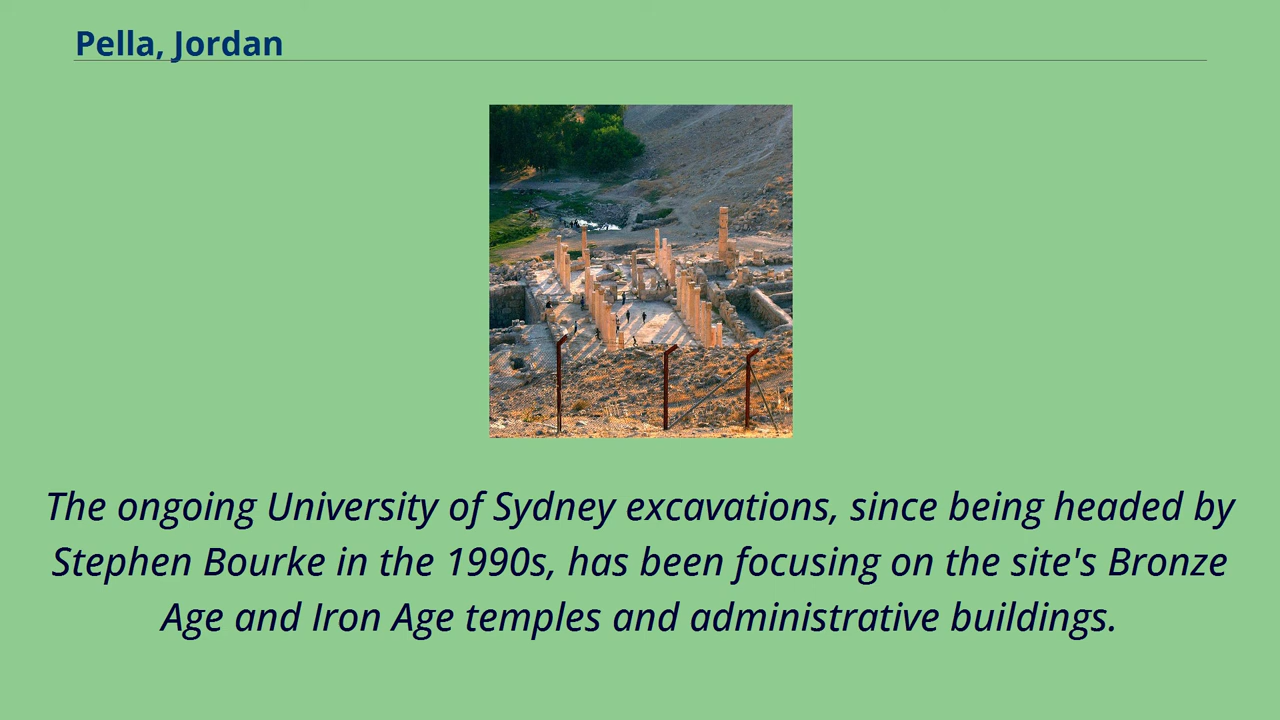 Pella, Jordan
The ongoing University of Sydney excavations, since being headed by
Stephen Bourke in the 1990s, has been focusing on the site's Bronze
Age and Iron Age temples and administrative buildings.